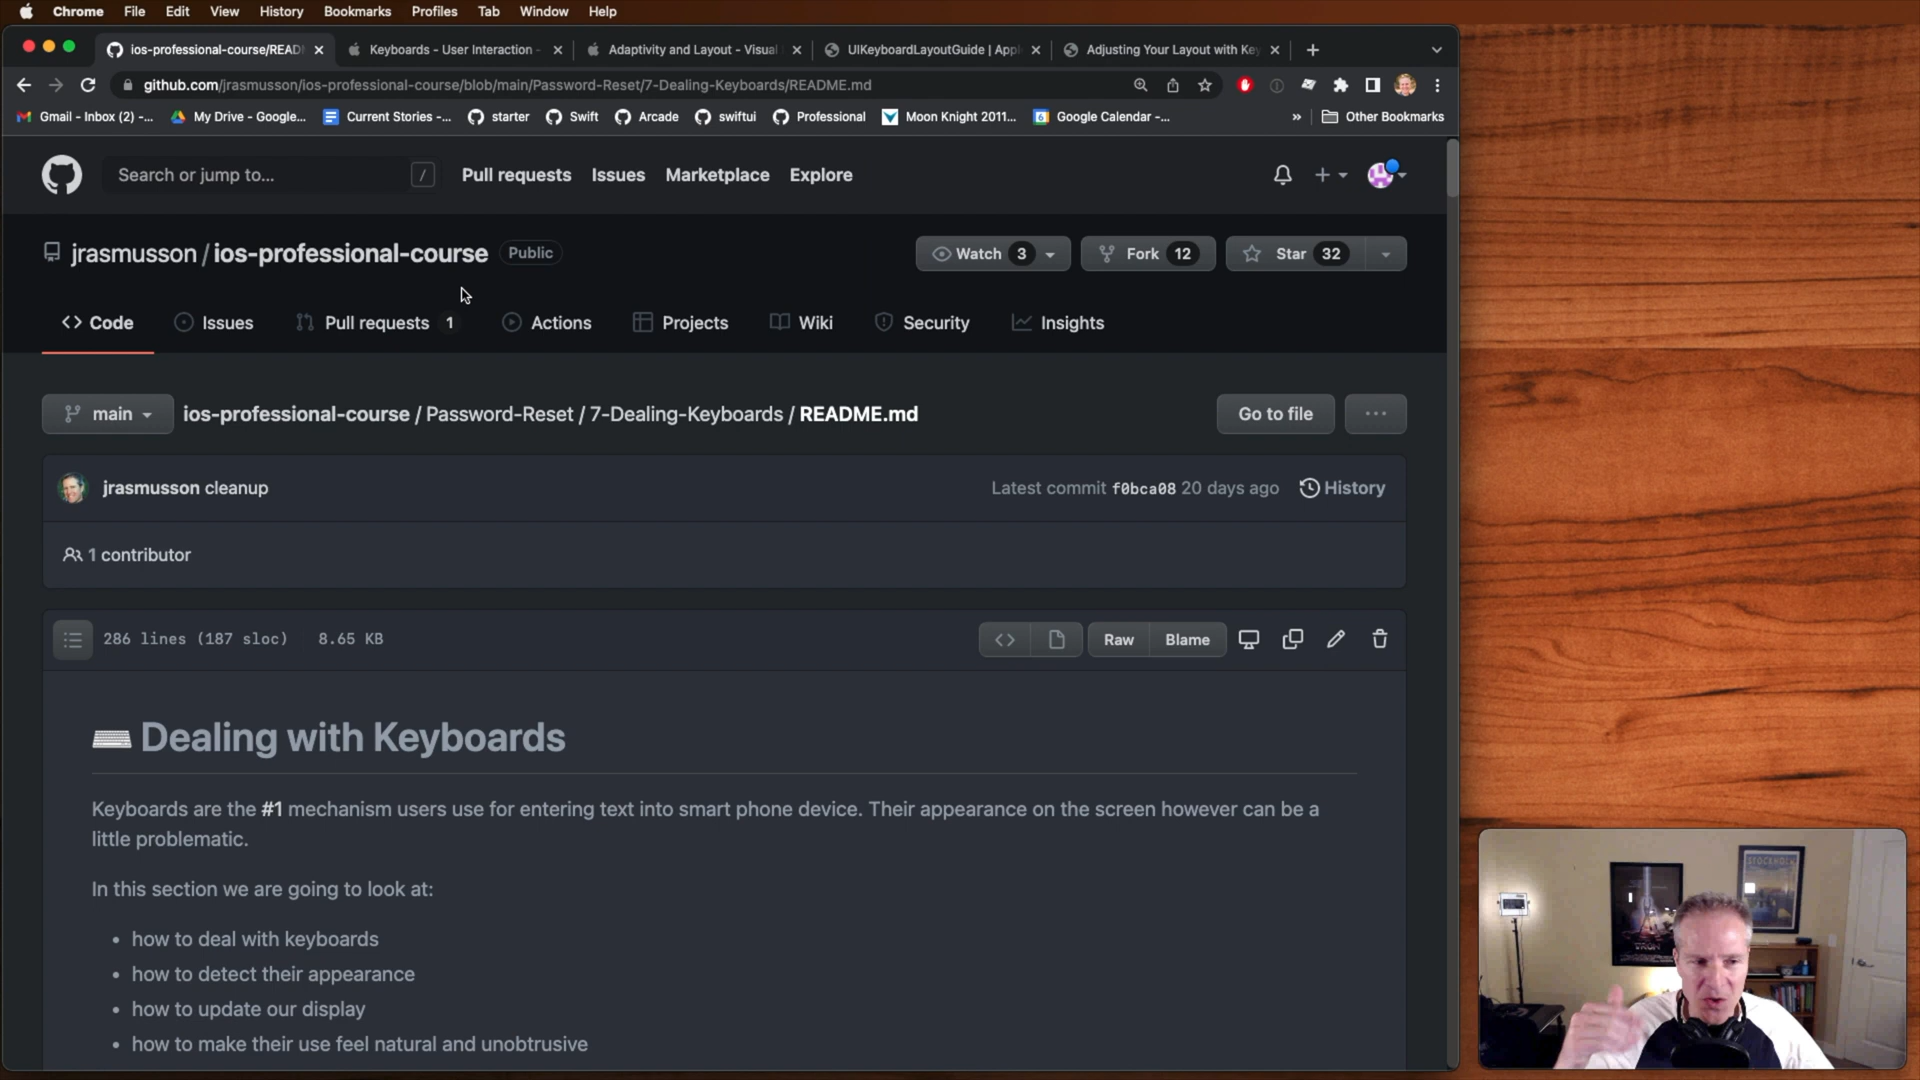 Chrome File Edit View History Bookmarks Profiles Tab Window Help
ios-professional-course/READ Keyboards - User Interaction - Adaptivity and Layout - Visual UIKeyboardLayoutGuide | Appl Adjusting Your Layout with Key
github.com/jrasmusson/ios-professional-course/blob/main/Password-Reset/7-Dealing-Keyboards/README.md
Gmail - Inbox (2) -... My Drive - Google... Current Stories -... starter Swift Arcade swiftui Professional Moon Knight 2011... 6 Google Calendar -... » Other Bookmarks
Search or jump to... / Pull requests Issues Marketplace Explore
jrasmusson / ios-professional-course Public Watch 3 Fork 12 Star 32
Code Issues Pull requests 1 Actions Projects Wiki Security Insights
main ios-professional-course / Password-Reset / 7-Dealing-Keyboards / README.md Go to file ...
jrasmusson cleanup Latest commit f0bca08 20 days ago History
1 contributor
286 lines (187 sloc) 8.65 KB Raw Blame
Dealing with Keyboards
Keyboards are the #1 mechanism users use for entering text into smart phone device. Their appearance on the screen however can be a
little problematic.
In this section we are going to look at:
• how to deal with keyboards
• how to detect their appearance
• how to update our display
• how to make their use feel natural and unobtrusive
STOCKHOLM
TRON